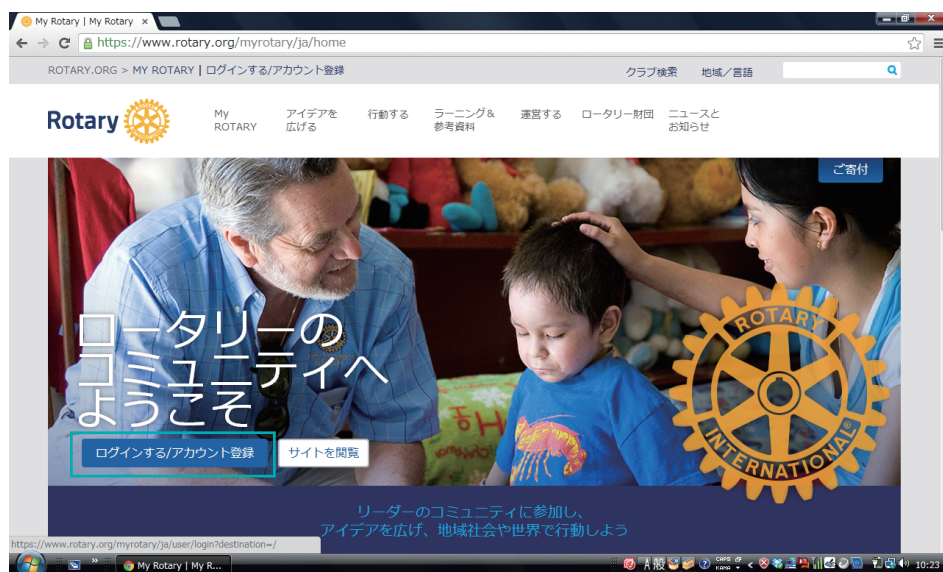 My Rotary | My Rotary
https://www.rotary.org/myrotary/ja/home
ROTARY.ORG > MY ROTARY | ログインする/アカウント登録
クラブ検索 地域/言語
Rotary
My ROTARY
アイデアを
広げる
行動する
ラーニング&
参考資料
運営する
ロータリー財団
ニュースと
お知らせ
ご寄付
ロータリーの
コミュニティへ
ようこそ
ROTARY
INTERNATIONAL
ログインする/アカウント登録
サイトを閲覧
リーダーのコミュニティに参加し、
アイデアを広げ、地域社会や世界で行動しよう
https://www.rotary.org/myrotary/ja/user/login?destination=/
My Rotary | My R...
A 般
CAPS
KANA
10:23